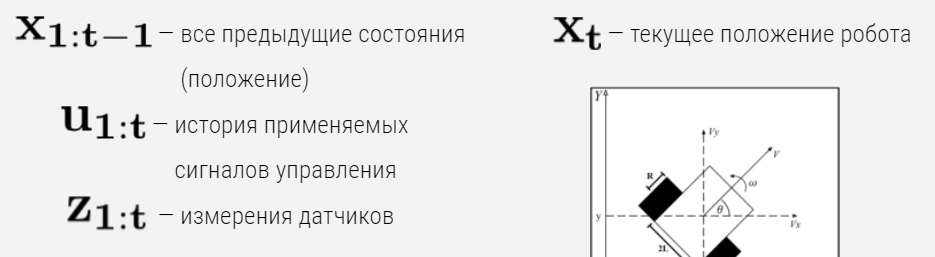 x1:t−1 – все предыдущие состояния
(положение)
u1:t – история применяемых
сигналов управления
z1:t – измерения датчиков
xt – текущее положение робота
Y
Vy
V
R
ω
θ
y
Vx
2L